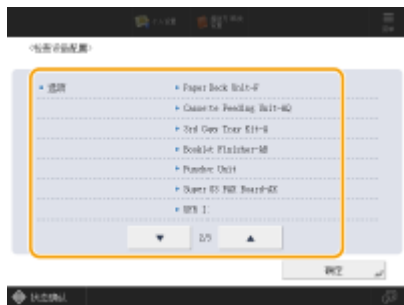 <检查设备配置>
选项
Paper Deck Unit-F
Cassette Feeding Unit-AQ
3rd Copy Tray Kit-A
Booklet Finisher-AB
Puncher Unit
Super G3 FAX Board-AX
▼ 2/3 ▲
确定
状态确认